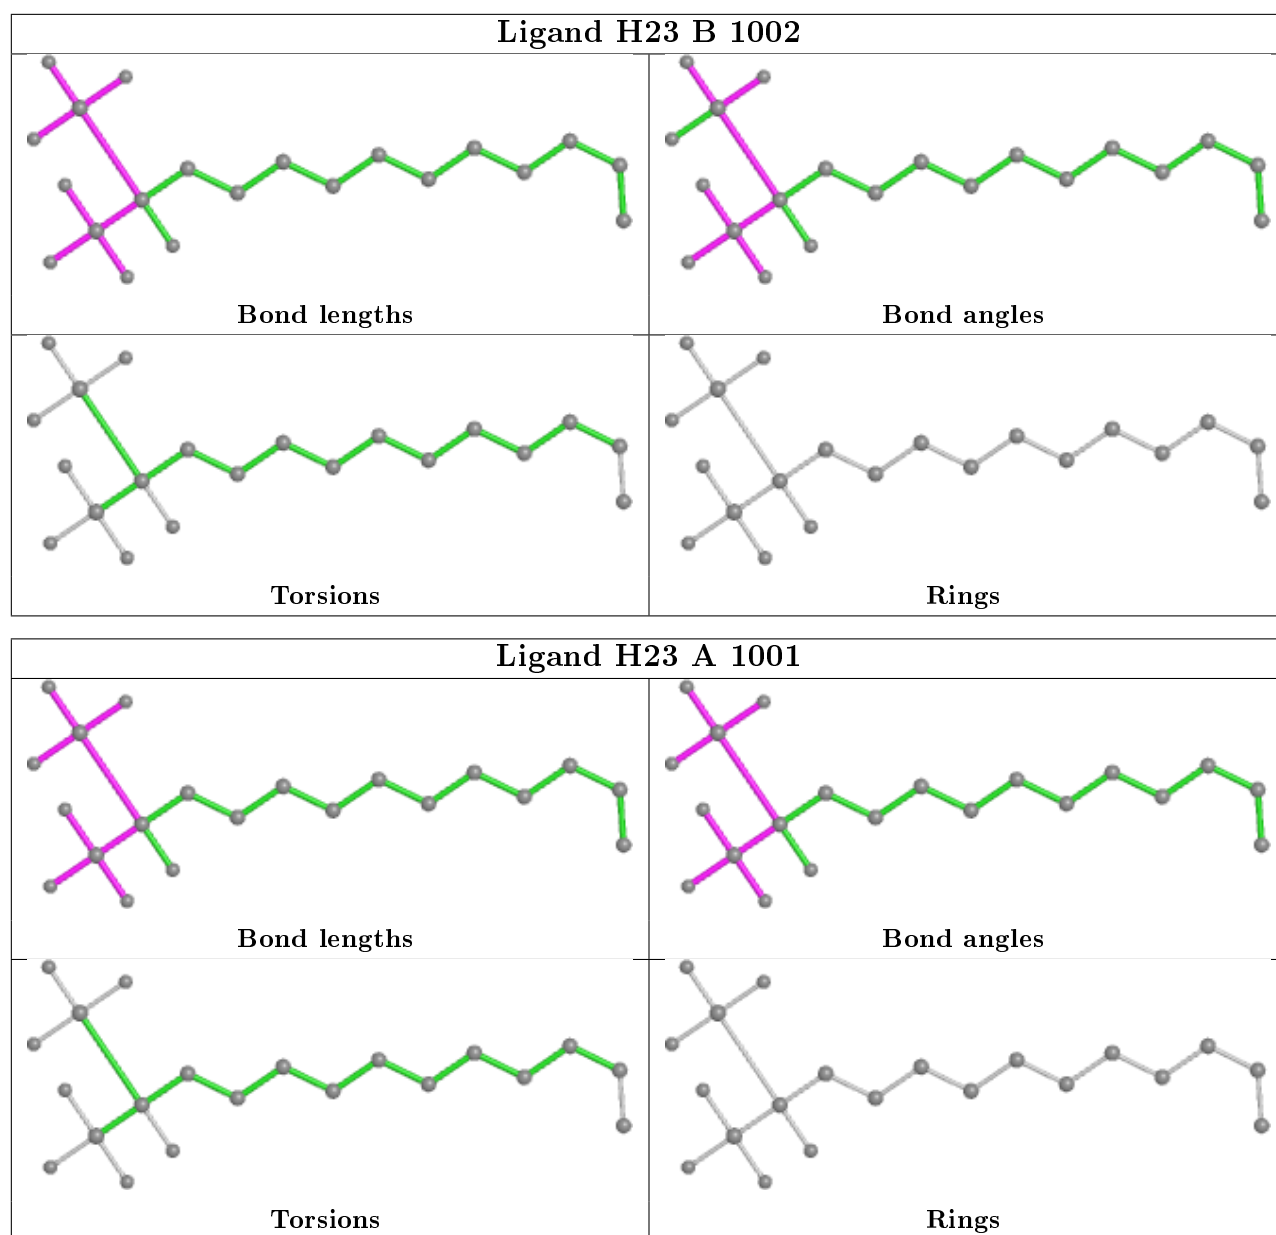 Ligand H23 B 1002
Bond lengths
Bond angles
Torsions
Rings
Ligand H23 A 1001
Bond lengths
Bond angles
Torsions
Rings